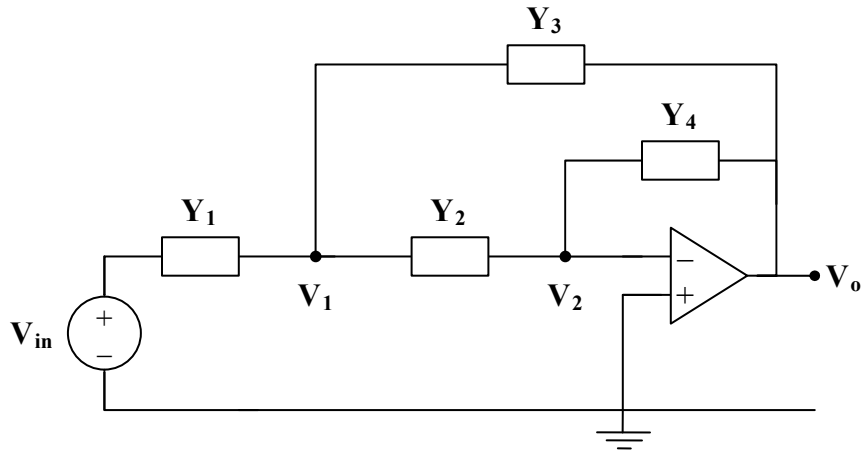 Y₃
Y₄
Y₁
Y₂
V₁
V₂
−
+
Vₒ
Vᵢₙ
+
−